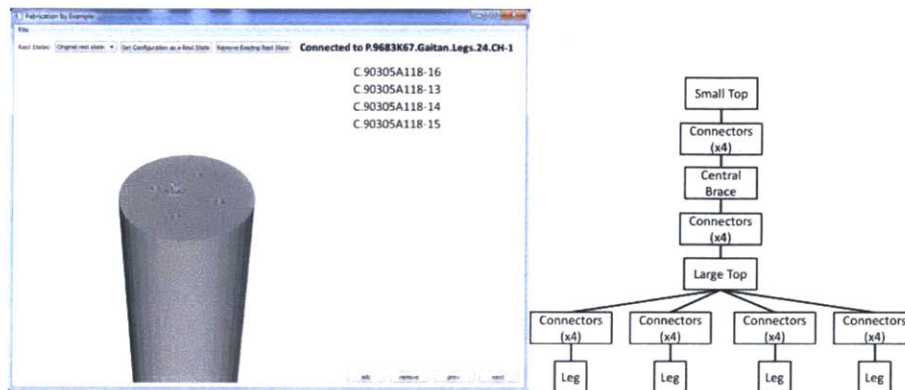 Fabrication by Example
File
Rest States: Original rest state Set Configuration as a Rest State Remove Existing Rest State Connected to P.9683K67.Gaitan.Legs.24.CH-1
C.90305A118-16
C.90305A118-13
C.90305A118-14
C.90305A118-15
add remove prev next
Small Top
Connectors
(x4)
Central
Brace
Connectors
(x4)
Large Top
Connectors Connectors Connectors Connectors
(x4) (x4) (x4) (x4)
Leg Leg Leg Leg